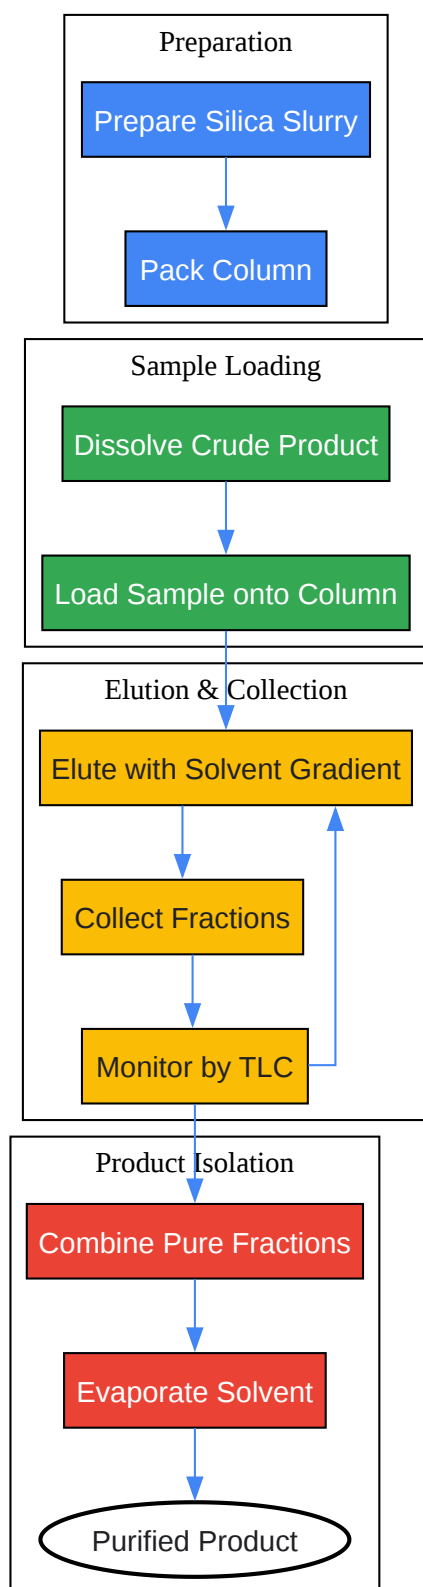 Preparation
Prepare Silica Slurry
Pack Column
Sample Loading
Dissolve Crude Product
Load Sample onto Column
Elution & Collection
Elute with Solvent Gradient
Collect Fractions
Monitor by TLC
Product Isolation
Combine Pure Fractions
Evaporate Solvent
Purified Product